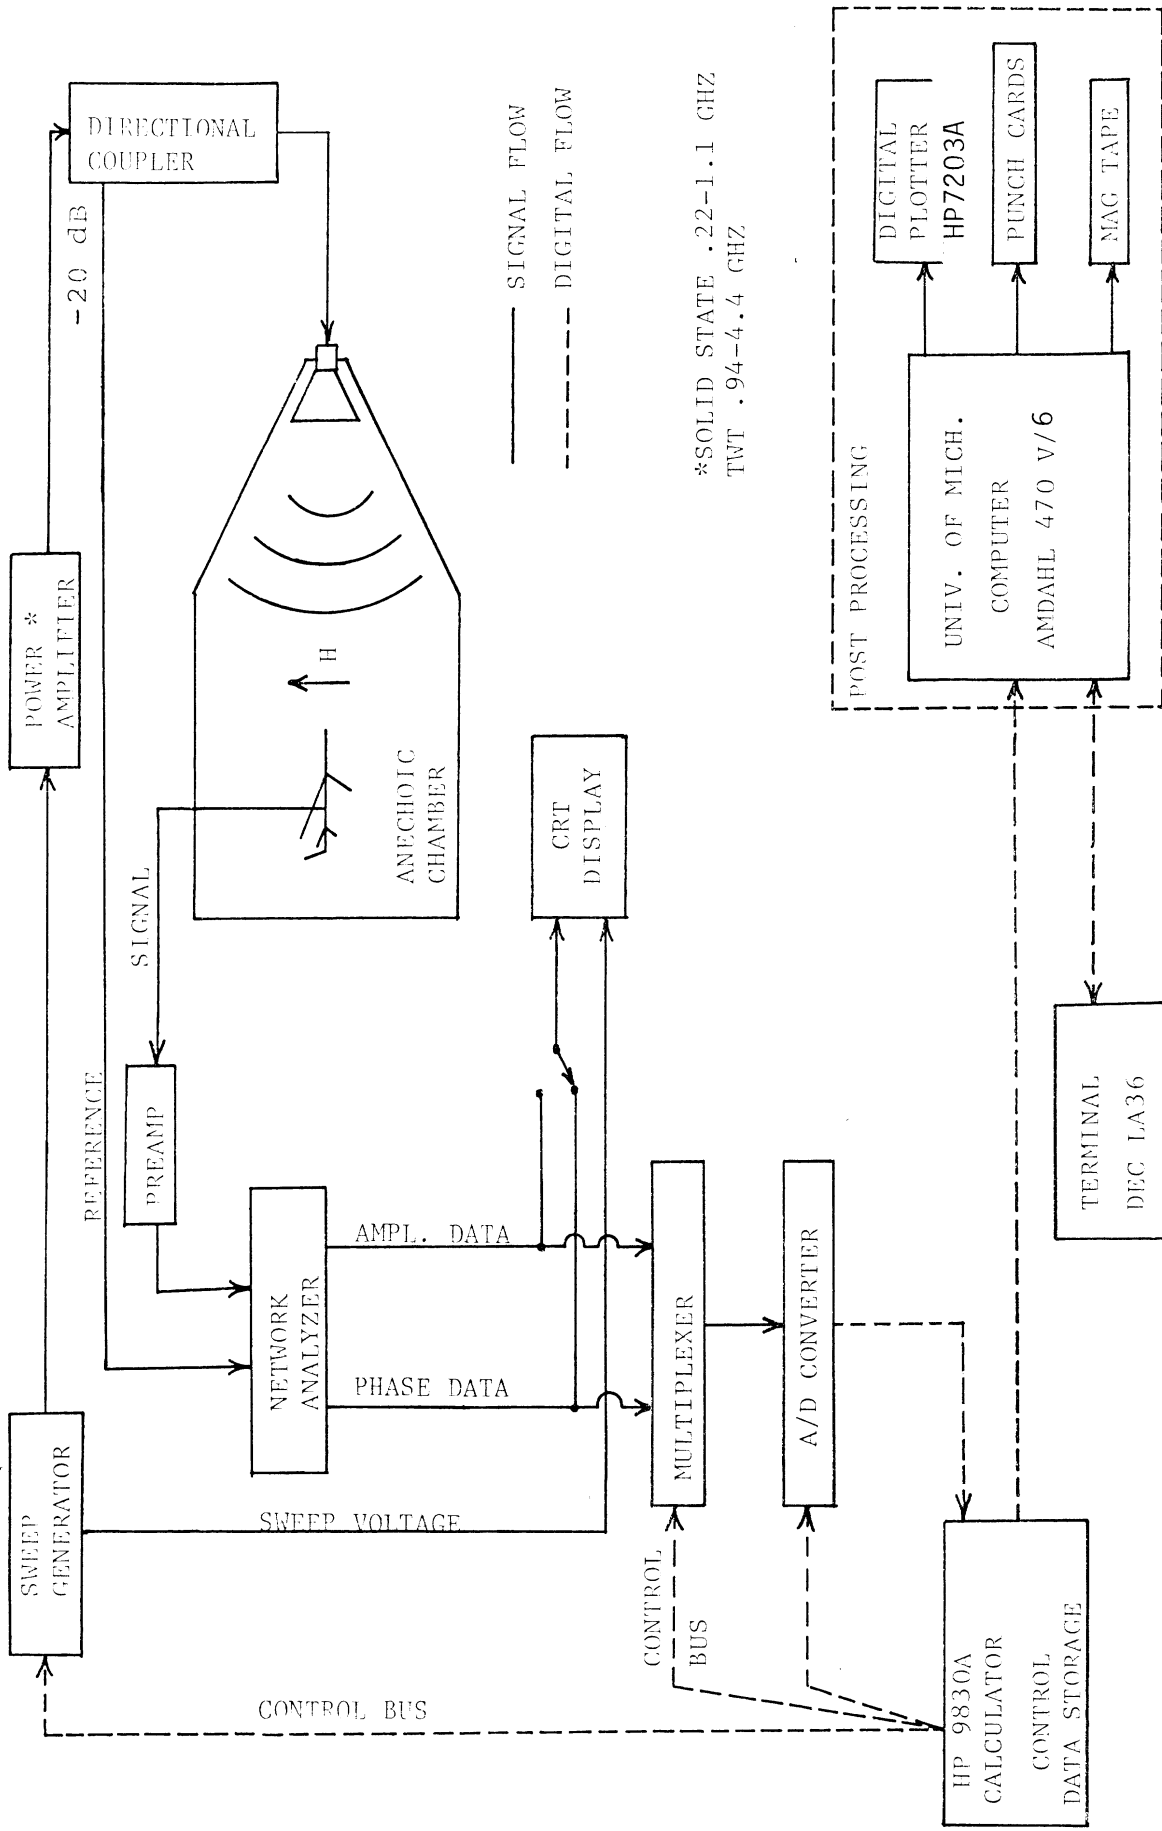 SWEEP
GENERATOR
POWER *
AMPLIFIER
-20 dB
DIRECTIONAL
COUPLER
REFERENCE
SIGNAL
PREAMP
NETWORK
ANALYZER
H
ANECHOIC
CHAMBER
AMPL. DATA
PHASE DATA
SWEEP VOLTAGE
CRT
DISPLAY
SIGNAL FLOW
DIGITAL FLOW
*SOLID STATE .22-1.1 GHZ
TWT .94-4.4 GHZ
CONTROL BUS
CONTROL
BUS
MULTIPLEXER
A/D CONVERTER
HP 9830A
CALCULATOR
CONTROL
DATA STORAGE
TERMINAL
DEC LA36
POST PROCESSING
UNIV. OF MICH.
COMPUTER
AMDAHL 470 V/6
DIGITAL
PLOTTER
HP7203A
PUNCH CARDS
MAG TAPE